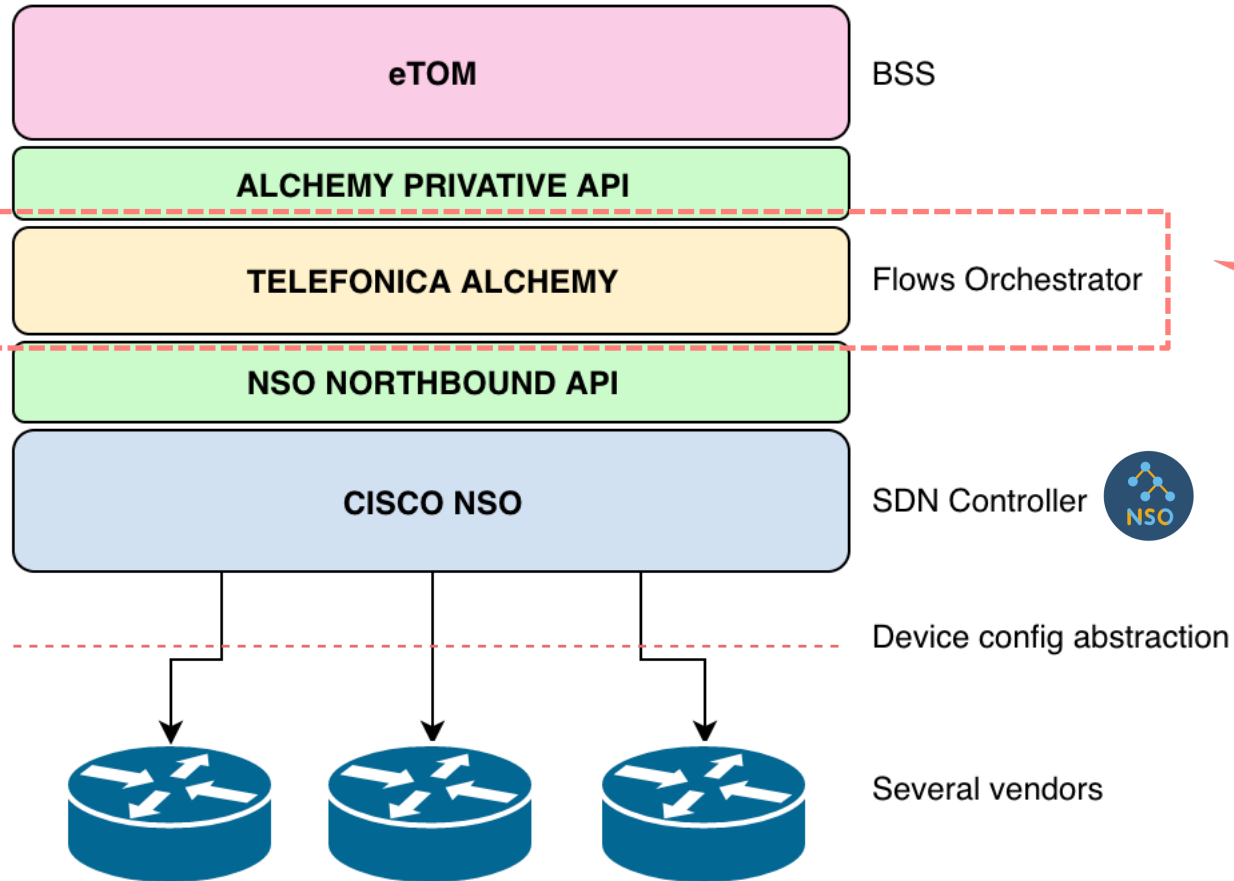 eTOM
BSS
ALCHEMY PRIVATIVE API
TELEFONICA ALCHEMY
Flows Orchestrator
NSO NORTHBOUND API
CISCO NSO
SDN Controller
NSO
Device config abstraction
Several vendors